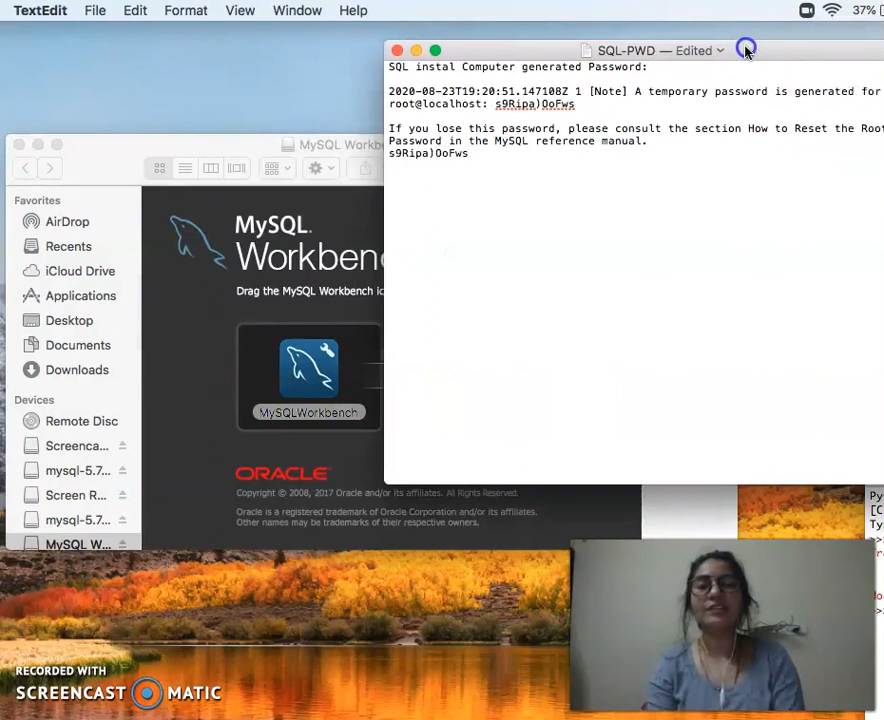 TextEdit File Edit Format View Window Help 37%
SQL-PWD — Edited
SQL instal Computer generated Password:
2020-08-23T19:20:51.147108Z 1 [Note] A temporary password is generated for
root@localhost: s9Ripa)OoFws
If you lose this password, please consult the section How to Reset the Root
Password in the MySQL reference manual.
s9Ripa)OoFws
MySQL Workbe
Favorites
AirDrop
Recents
iCloud Drive
Applications
Desktop
Documents
Downloads
Devices
Remote Disc
Screenca...
mysql-5.7...
Screen R...
mysql-5.7...
MySQL W...
MySQL.
Workben
Drag the MySQL Workbench ic
MySQLWorkbench
ORACLE
Copyright © 2008, 2017 Oracle and/or its affiliates. All Rights Reserved.
Oracle is a registered trademark of Oracle Corporation and/or its affiliates.
Other names may be trademarks of their respective owners.
Py
[C
Ty
>>
RECORDED WITH
SCREENCAST MATIC